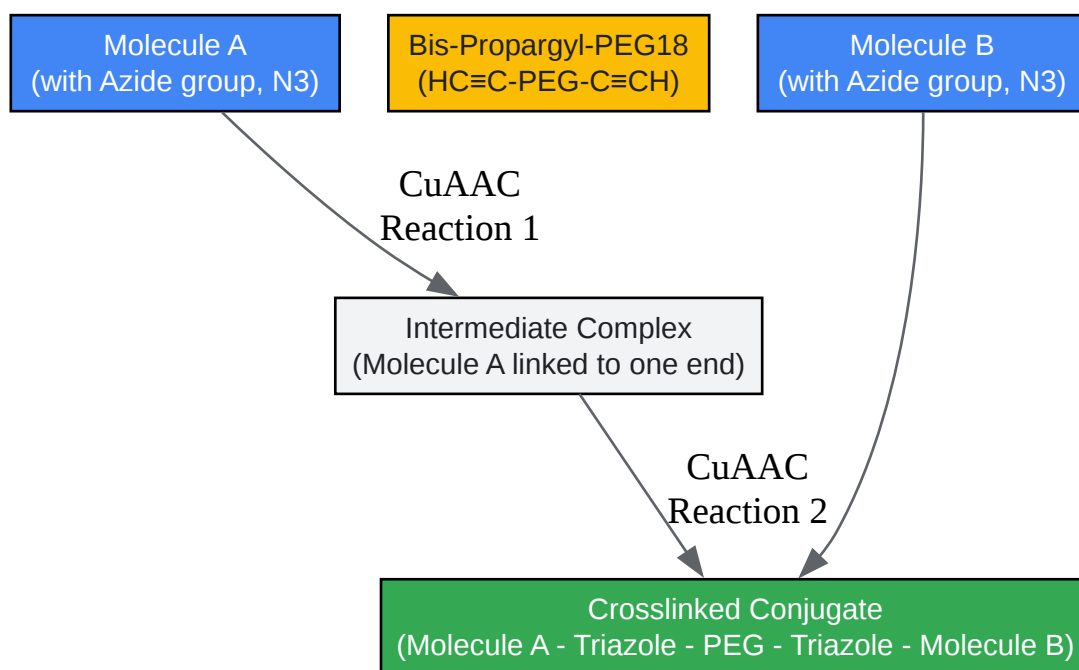 Molecule A
(with Azide group, N3)
Bis-Propargyl-PEG18
(HC≡C-PEG-C≡CH)
Molecule B
(with Azide group, N3)
CuAAC
Reaction 1
Intermediate Complex
(Molecule A linked to one end)
CuAAC
Reaction 2
Crosslinked Conjugate
(Molecule A - Triazole - PEG - Triazole - Molecule B)